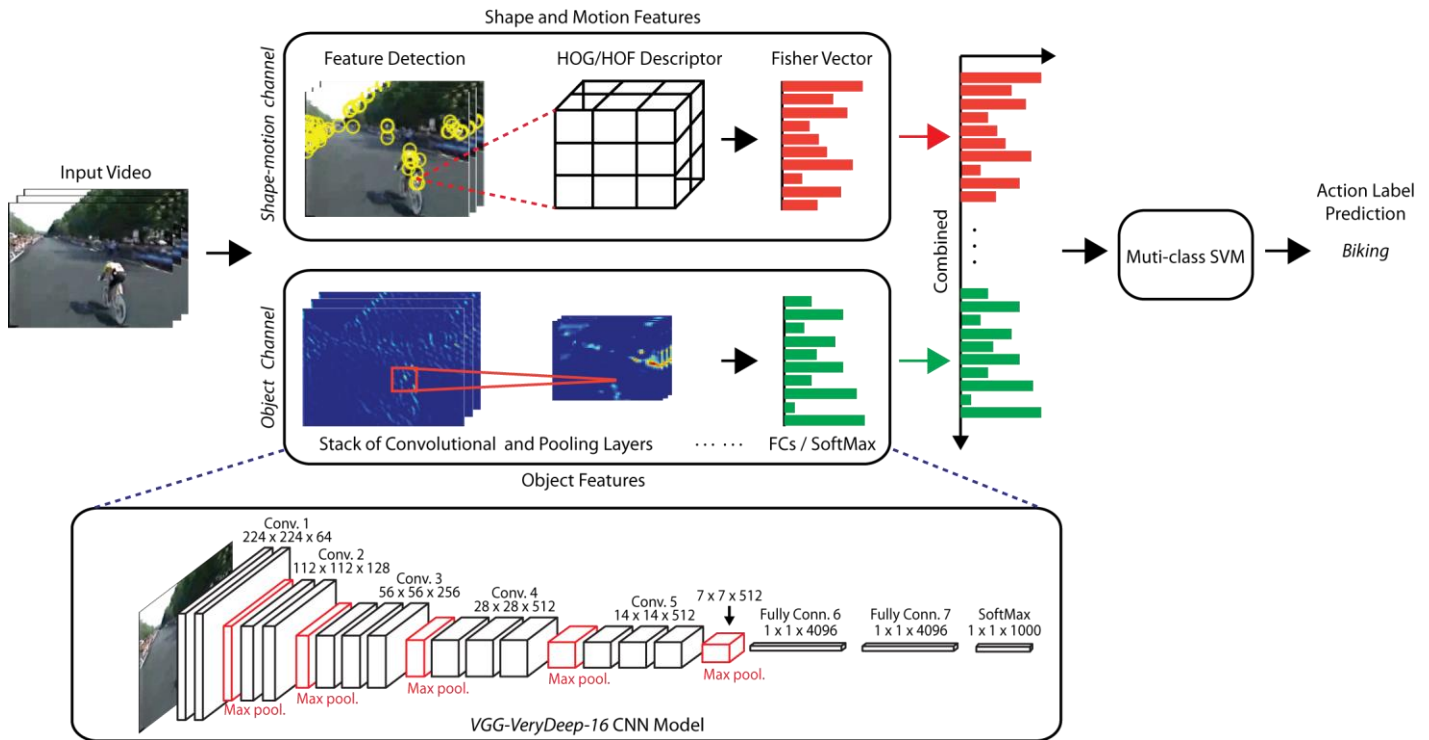 Shape and Motion Features
Shape-motion channel
Feature Detection
HOG/HOF Descriptor
Fisher Vector
Input Video
Combined
Muti-class SVM
Action Label
Prediction
Biking
Object Channel
Stack of Convolutional and Pooling Layers
... ...
FCs / SoftMax
Object Features
Conv. 1
224 x 224 x 64
Conv. 2
112 x 112 x 128
Conv. 3
56 x 56 x 256
Conv. 4
28 x 28 x 512
Conv. 5
14 x 14 x 512
7 x 7 x 512
Fully Conn. 6
1 x 1 x 4096
Fully Conn. 7
1 x 1 x 4096
SoftMax
1 x 1 x 1000
Max pool.
Max pool.
Max pool.
Max pool.
Max pool.
VGG-VeryDeep-16 CNN Model